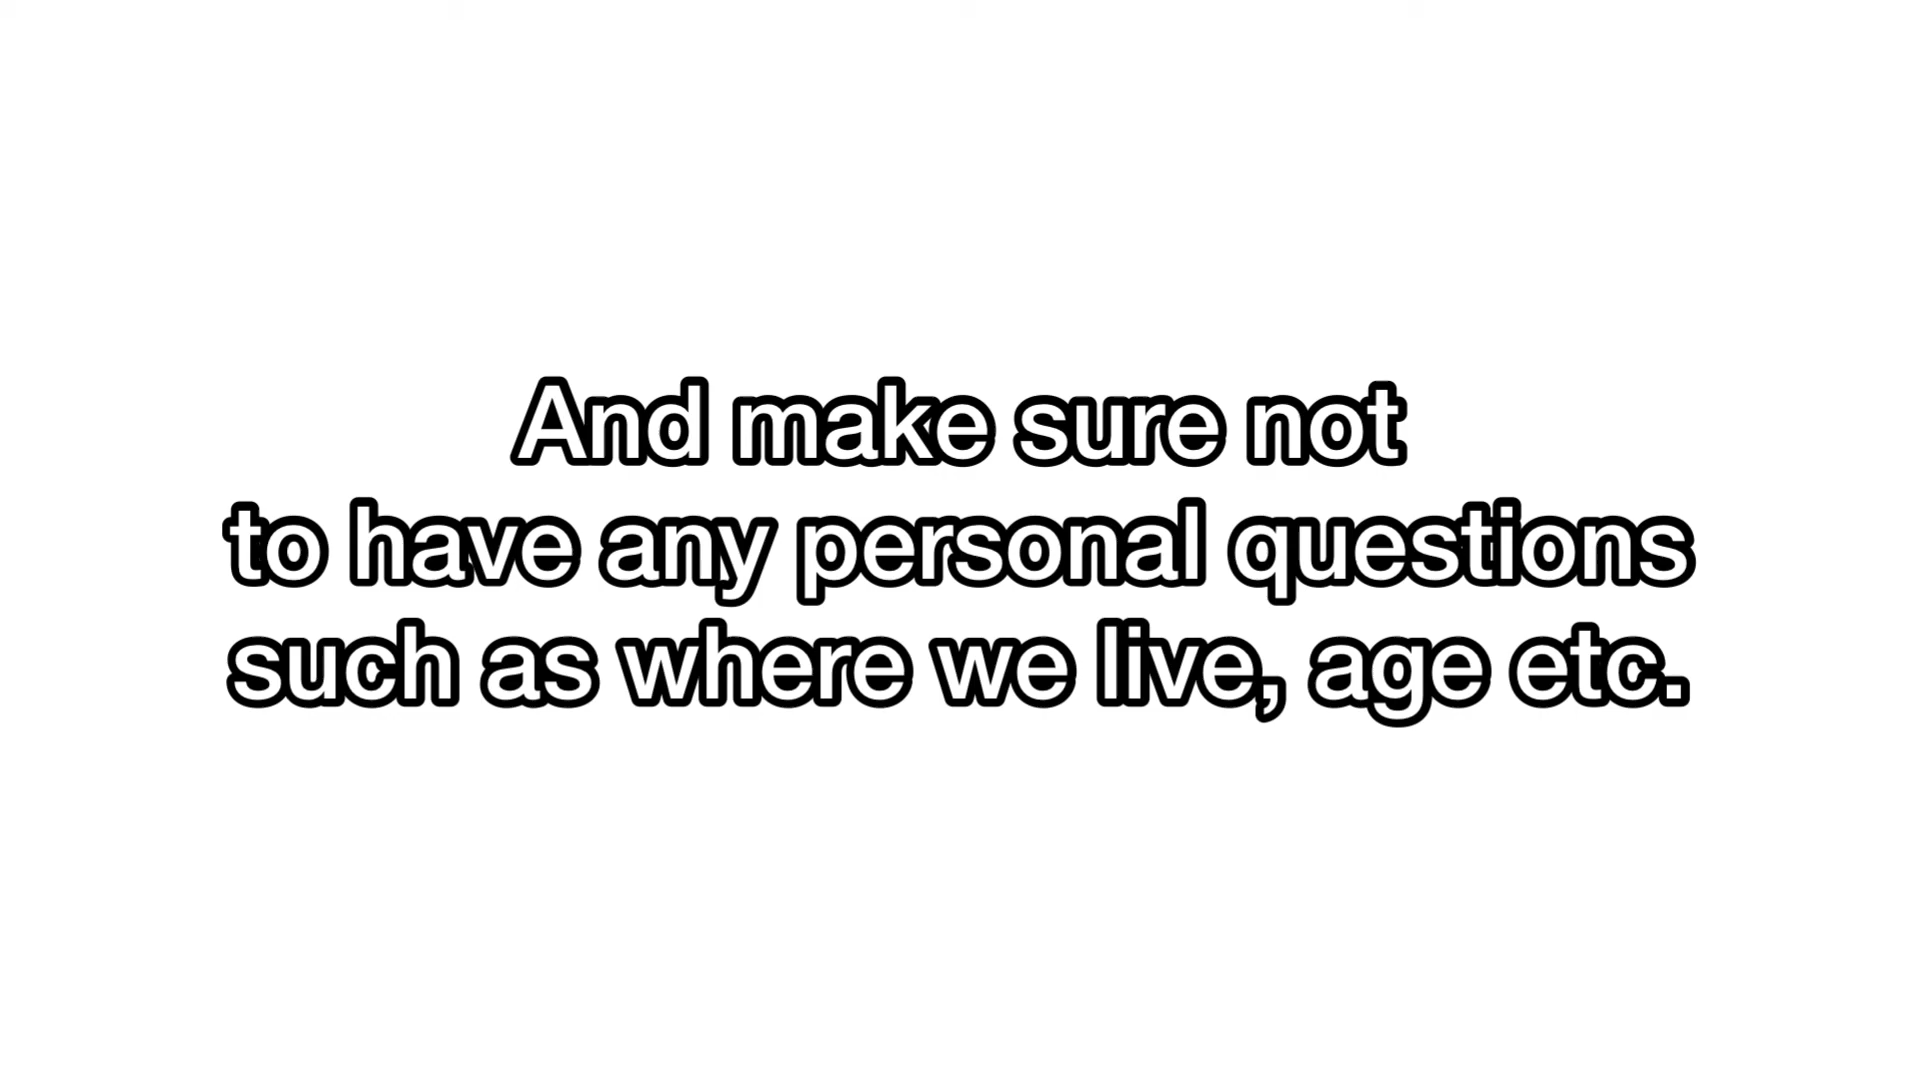 And make sure not
to have any personal questions
such as where we live, age etc.